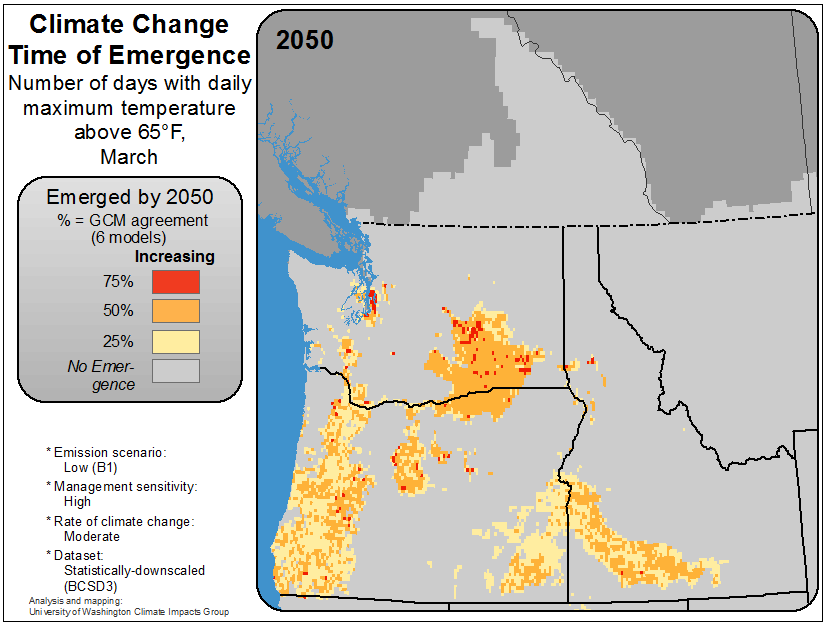 Climate Change
Time of Emergence
Number of days with daily
maximum temperature
above 65°F,
March
Emerged by 2050
% = GCM agreement
(6 models)
Increasing
75%
50%
25%
No Emer-
gence
* Emission scenario:
Low (B1)
* Management sensitivity:
High
* Rate of climate change:
Moderate
* Dataset:
Statistically-downscaled
(BCSD3)
Analysis and mapping:
University of Washington Climate Impacts Group
2050